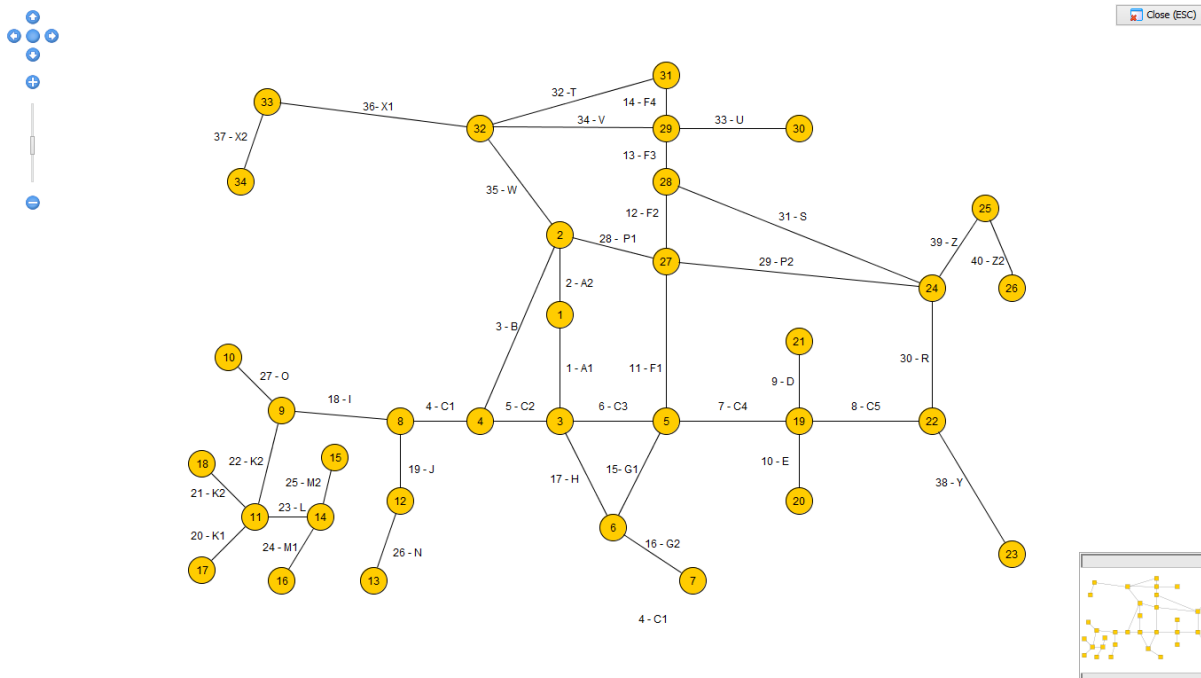 Close (ESC)
31
32 -T
14 - F4
33
36- X1
32
34 - V
29
33 - U
30
37 - X2
13 - F3
34
28
35 - W
12 - F2
31 - S
25
2
28 - P1
39 - Z
27
29 - P2
40 - Z2
2 - A2
24
26
1
3 - B
21
10
30 - R
1 - A1
11 - F1
27 - O
9 - D
18 - I
9
4 - C1
5 - C2
6 - C3
7 - C4
8 - C5
8
4
3
5
19
22
15
18
22 - K2
10 - E
19 - J
15- G1
17 - H
25 - M2
38 - Y
21 - K2
12
20
23 - L
11
14
6
20 - K1
24 - M1
16 - G2
26 - N
23
17
16
13
7
4 - C1